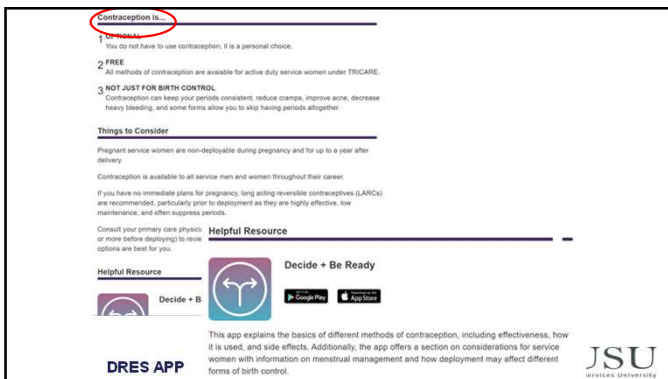 Contraception is...
1 OPTIONAL
You do not have to use contraception; it is a personal choice.
2 FREE
All methods of contraception are avaiable for active duty service women under TRICARE.
3 NOT JUST FOR BIRTH CONTROL
Contraception can keep your periods consistent, reduce cramps, improve acne, decrease
heavy bleeding, and some forms allow you to skip having periods altogether.
Things to Consider
Pregnant service women are non-deployable during pregnancy and for up to a year after
delivery.
Contraception is available to all service men and women throughout their career.
If you have no immediate plans for pregnancy, long acting reversible contraceptives (LARCs)
are recommended, particularly prior to deployment as they are highly effective, low
maintenance, and often suppress periods.
Consult your primary care physici
or more before deploying) to revie
options are best for you.
Helpful Resource
Decide + B
Helpful Resource
Decide + Be Ready
Google Play
App Store
This app explains the basics of different methods of contraception, including effectiveness, how
it is used, and side effects. Additionally, the app offers a section on considerations for service
women with information on menstrual management and how deployment may affect different
forms of birth control.
DRES APP
JSU
ervices University